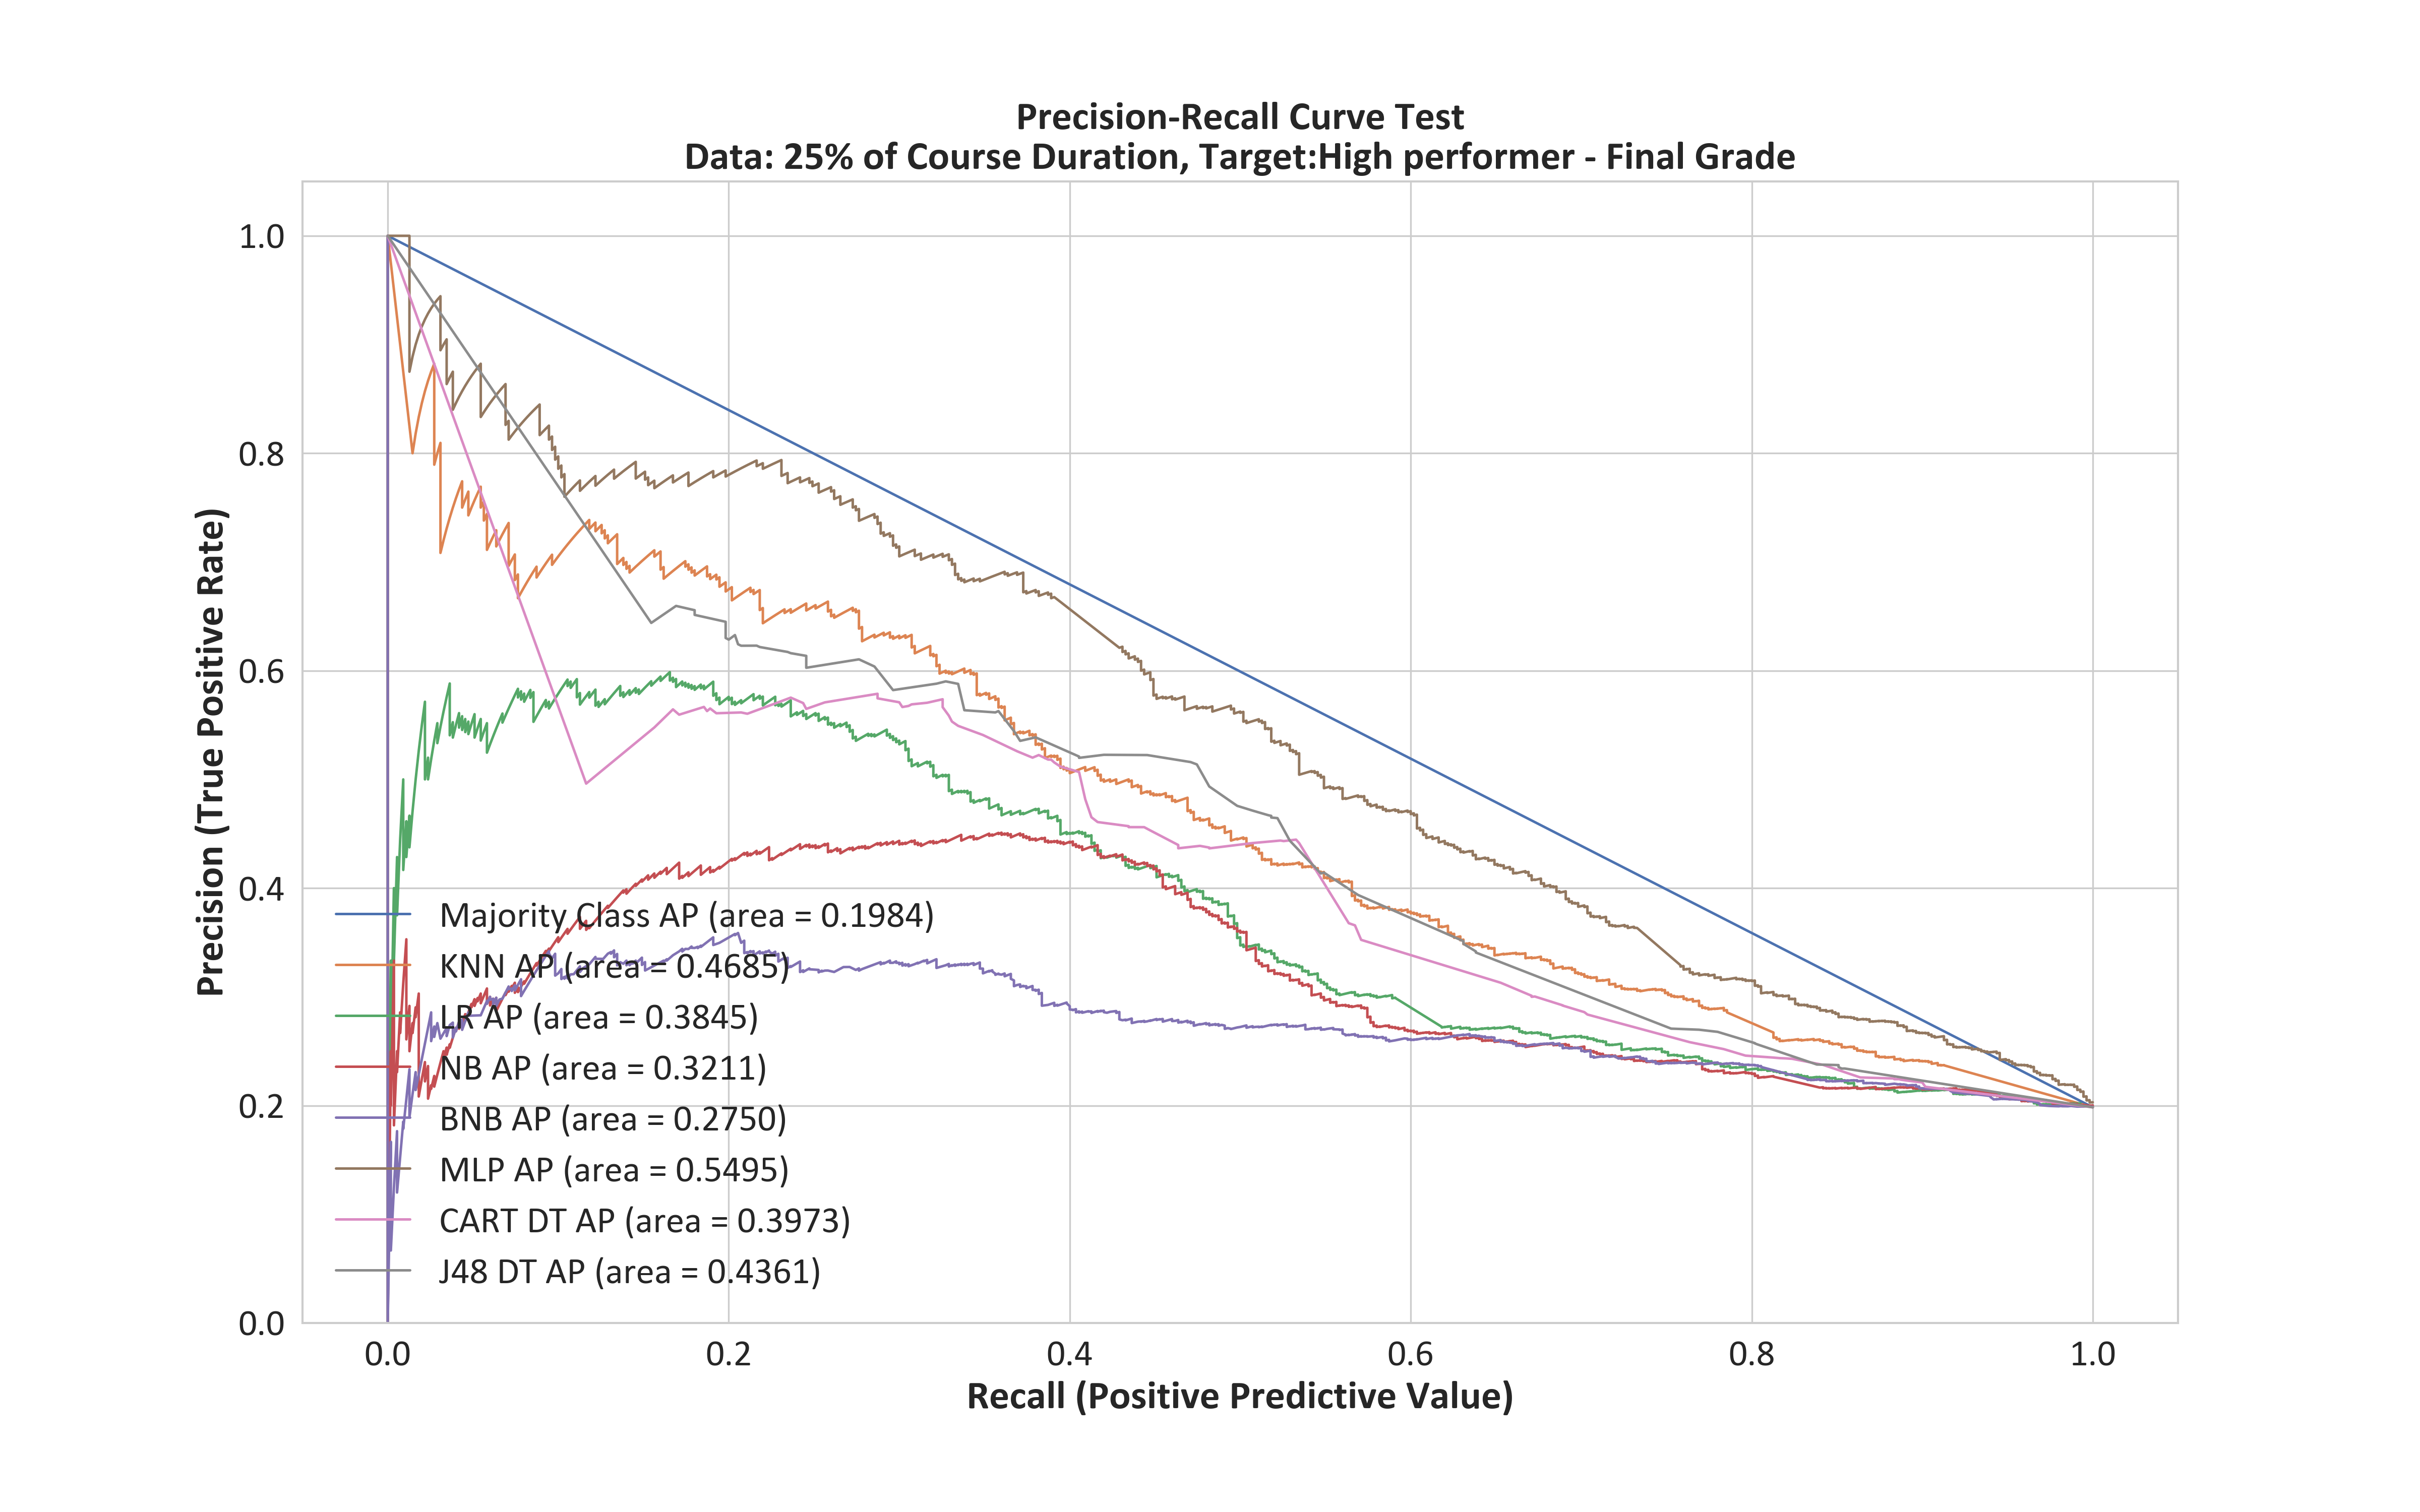 Precision-Recall Curve Test
Data: 25% of Course Duration, Target:High performer - Final Grade
Precision (True Positive Rate)
1.0
0.8
0.6
0.4
0.2
0.0
Majority Class AP (area = 0.1984)
KNN AP (area = 0.4685)
LR AP (area = 0.3845)
NB AP (area = 0.3211)
BNB AP (area = 0.2750)
MLP AP (area = 0.5495)
CART DT AP (area = 0.3973)
J48 DT AP (area = 0.4361)
0.0 0.2 0.4 0.6 0.8 1.0
Recall (Positive Predictive Value)